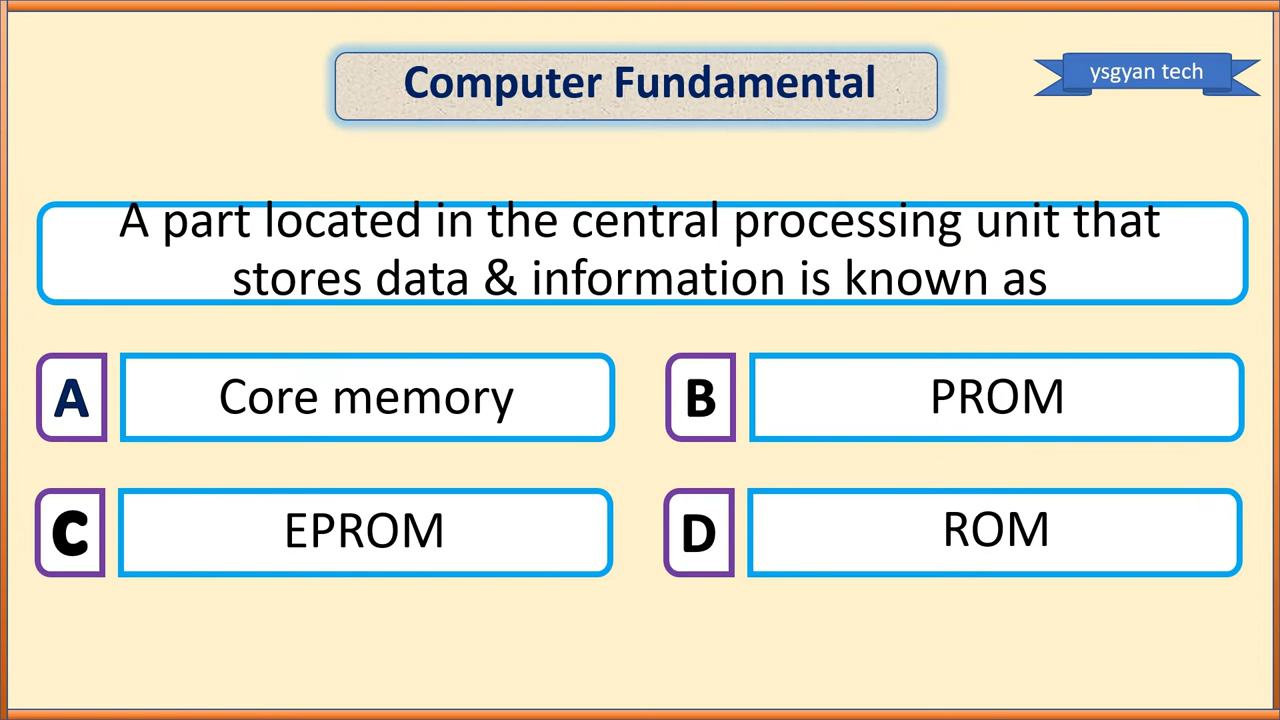 Computer Fundamental
ysgyan tech
A part located in the central processing unit that
stores data & information is known as
A
Core memory
B
PROM
C
EPROM
D
ROM